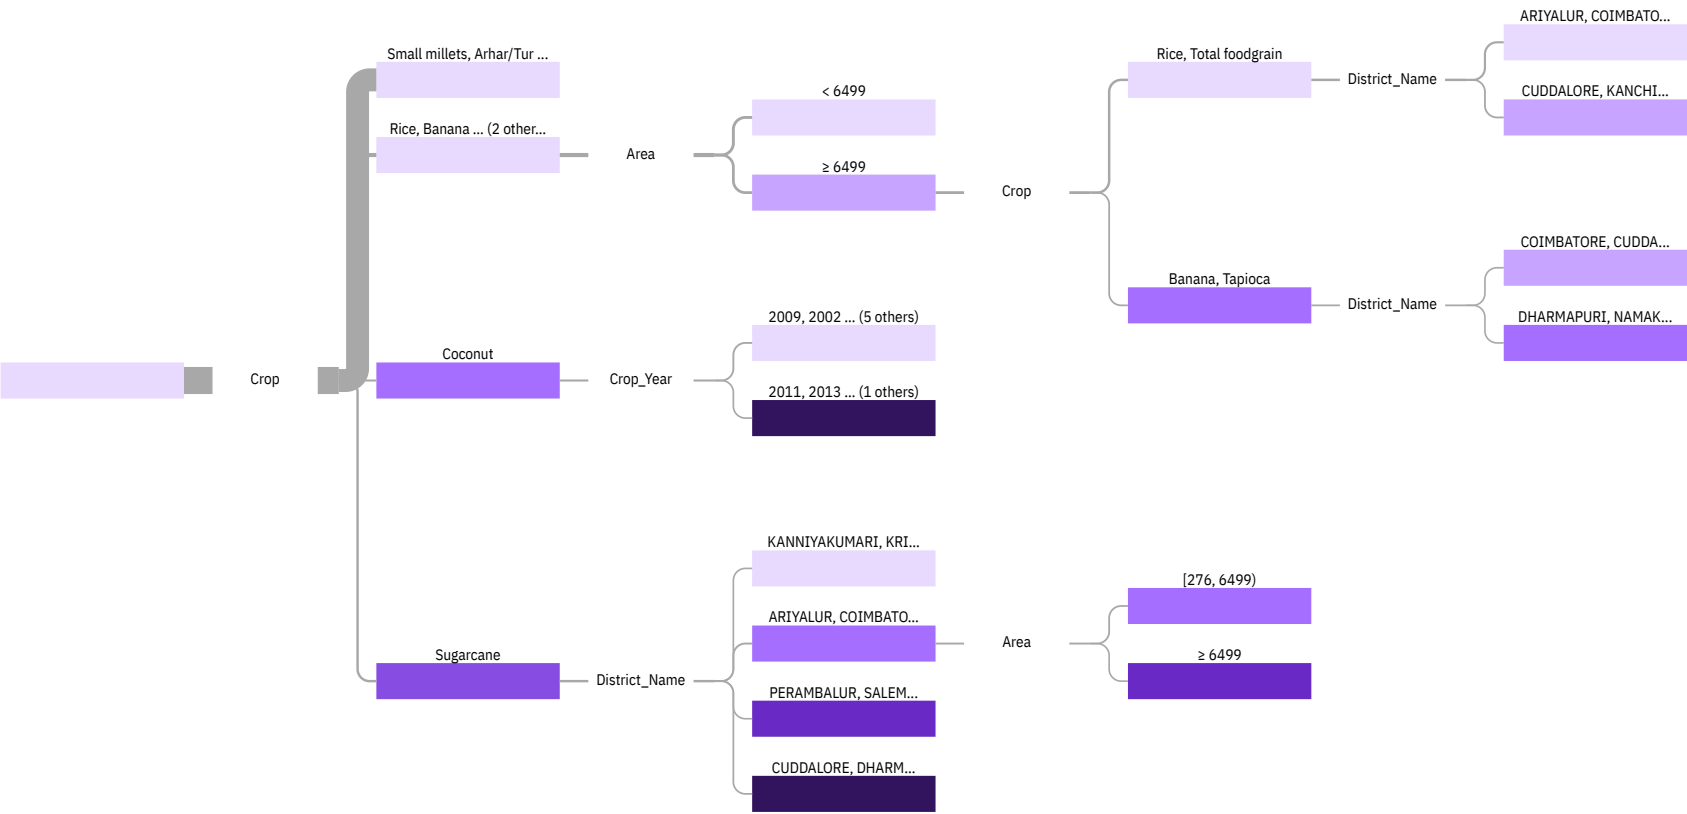 Crop
Small millets, Arhar/Tur ...
Rice, Banana ... (2 other...
Area
< 6499
≥ 6499
Crop
Rice, Total foodgrain
District_Name
ARIYALUR, COIMBATO...
CUDDALORE, KANCHI...
Banana, Tapioca
District_Name
COIMBATORE, CUDDA...
DHARMAPURI, NAMAK...
Coconut
Crop_Year
2009, 2002 ... (5 others)
2011, 2013 ... (1 others)
Sugarcane
District_Name
KANNIYAKUMARI, KRI...
ARIYALUR, COIMBATO...
Area
[276, 6499)
≥ 6499
PERAMBALUR, SALEM...
CUDDALORE, DHARM...